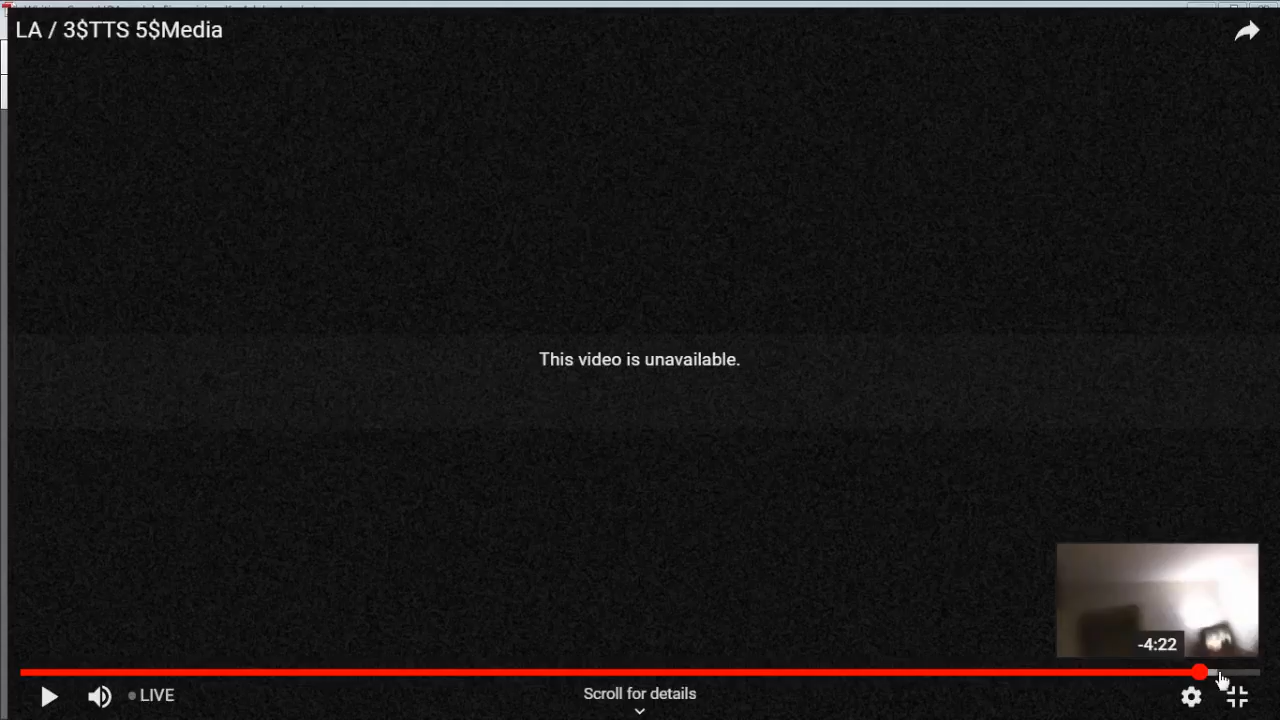 LA / 3$TTS 5$Media
This video is unavailable.
-4:22
LIVE
Scroll for details